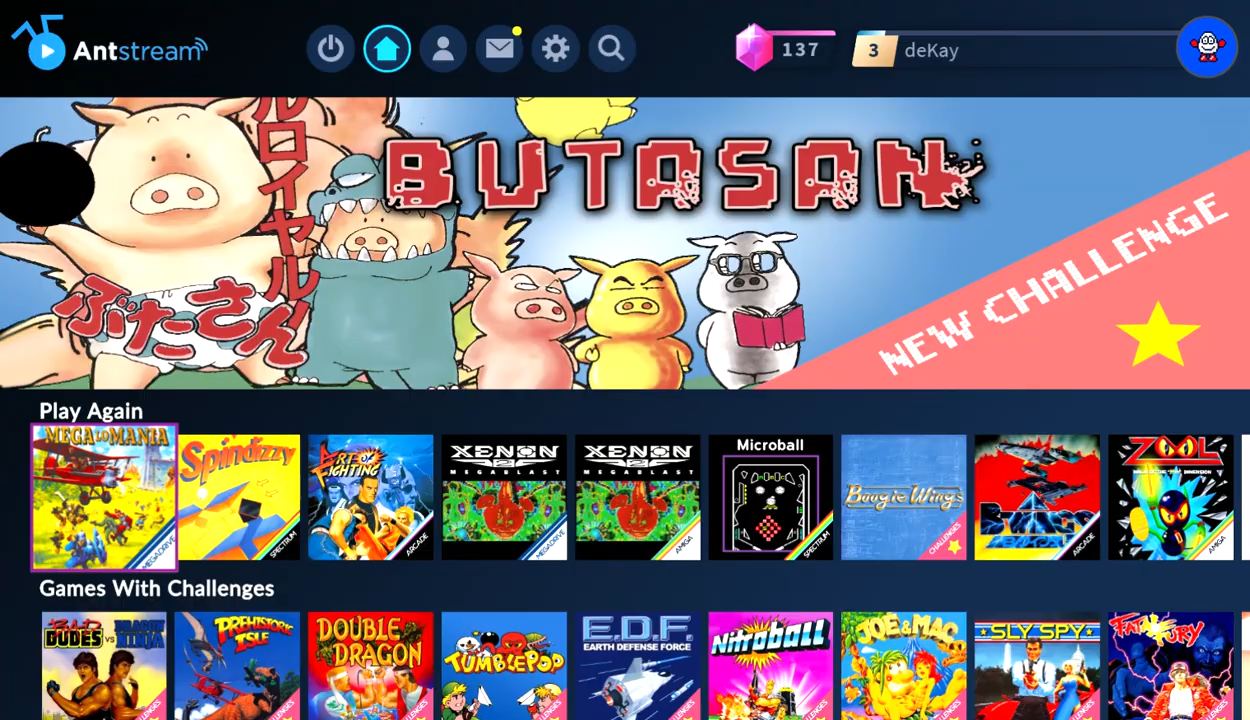 Antstream
137
3
deKay
ルロイヤル
BUTASAN
ぶたさん
NEW CHALLENGE
Play Again
MEGA LO MANIA
MEGADRIVE
Spindizzy
SPECTRUM
ART OF FIGHTING
ARCADE
XENON 2
MEGABLAST
MEGADRIVE
XENON 2
MEGABLAST
AMIGA
Microball
SPECTRUM
Boogie Wings
CHALLENGES
ARCADE
ZOOL
AMIGA
Games With Challenges
BAD DUDES VS DRAGON NINJA
PREHISTORIC ISLE
DOUBLE DRAGON
TUMBLEPOP
E.D.F.
EARTH DEFENSE FORCE
Nitroball
JOE & MAC
SLY SPY
FATAL FURY